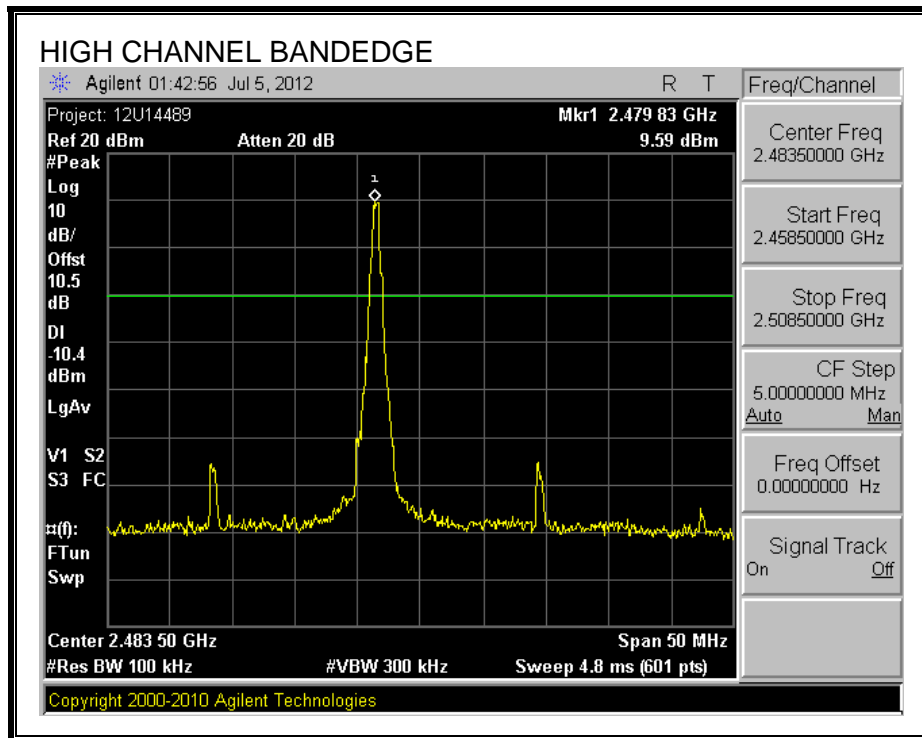 HIGH CHANNEL BANDEDGE
Agilent 01:42:56 Jul 5, 2012
R T
Freq/Channel
Project: 12U14489
Mkr1 2.479 83 GHz
Ref 20 dBm
Atten 20 dB
9.59 dBm
#Peak
Log
10
dB/
Offst
10.5
dB
DI
-10.4
dBm
LgAv
V1 S2
S3 FC
¤(f):
FTun
Swp
1
Center 2.483 50 GHz
Span 50 MHz
#Res BW 100 kHz
#VBW 300 kHz
Sweep 4.8 ms (601 pts)
Center Freq
2.48350000 GHz
Start Freq
2.45850000 GHz
Stop Freq
2.50850000 GHz
CF Step
5.00000000 MHz
Auto Man
Freq Offset
0.00000000 Hz
Signal Track
On Off
Copyright 2000-2010 Agilent Technologies